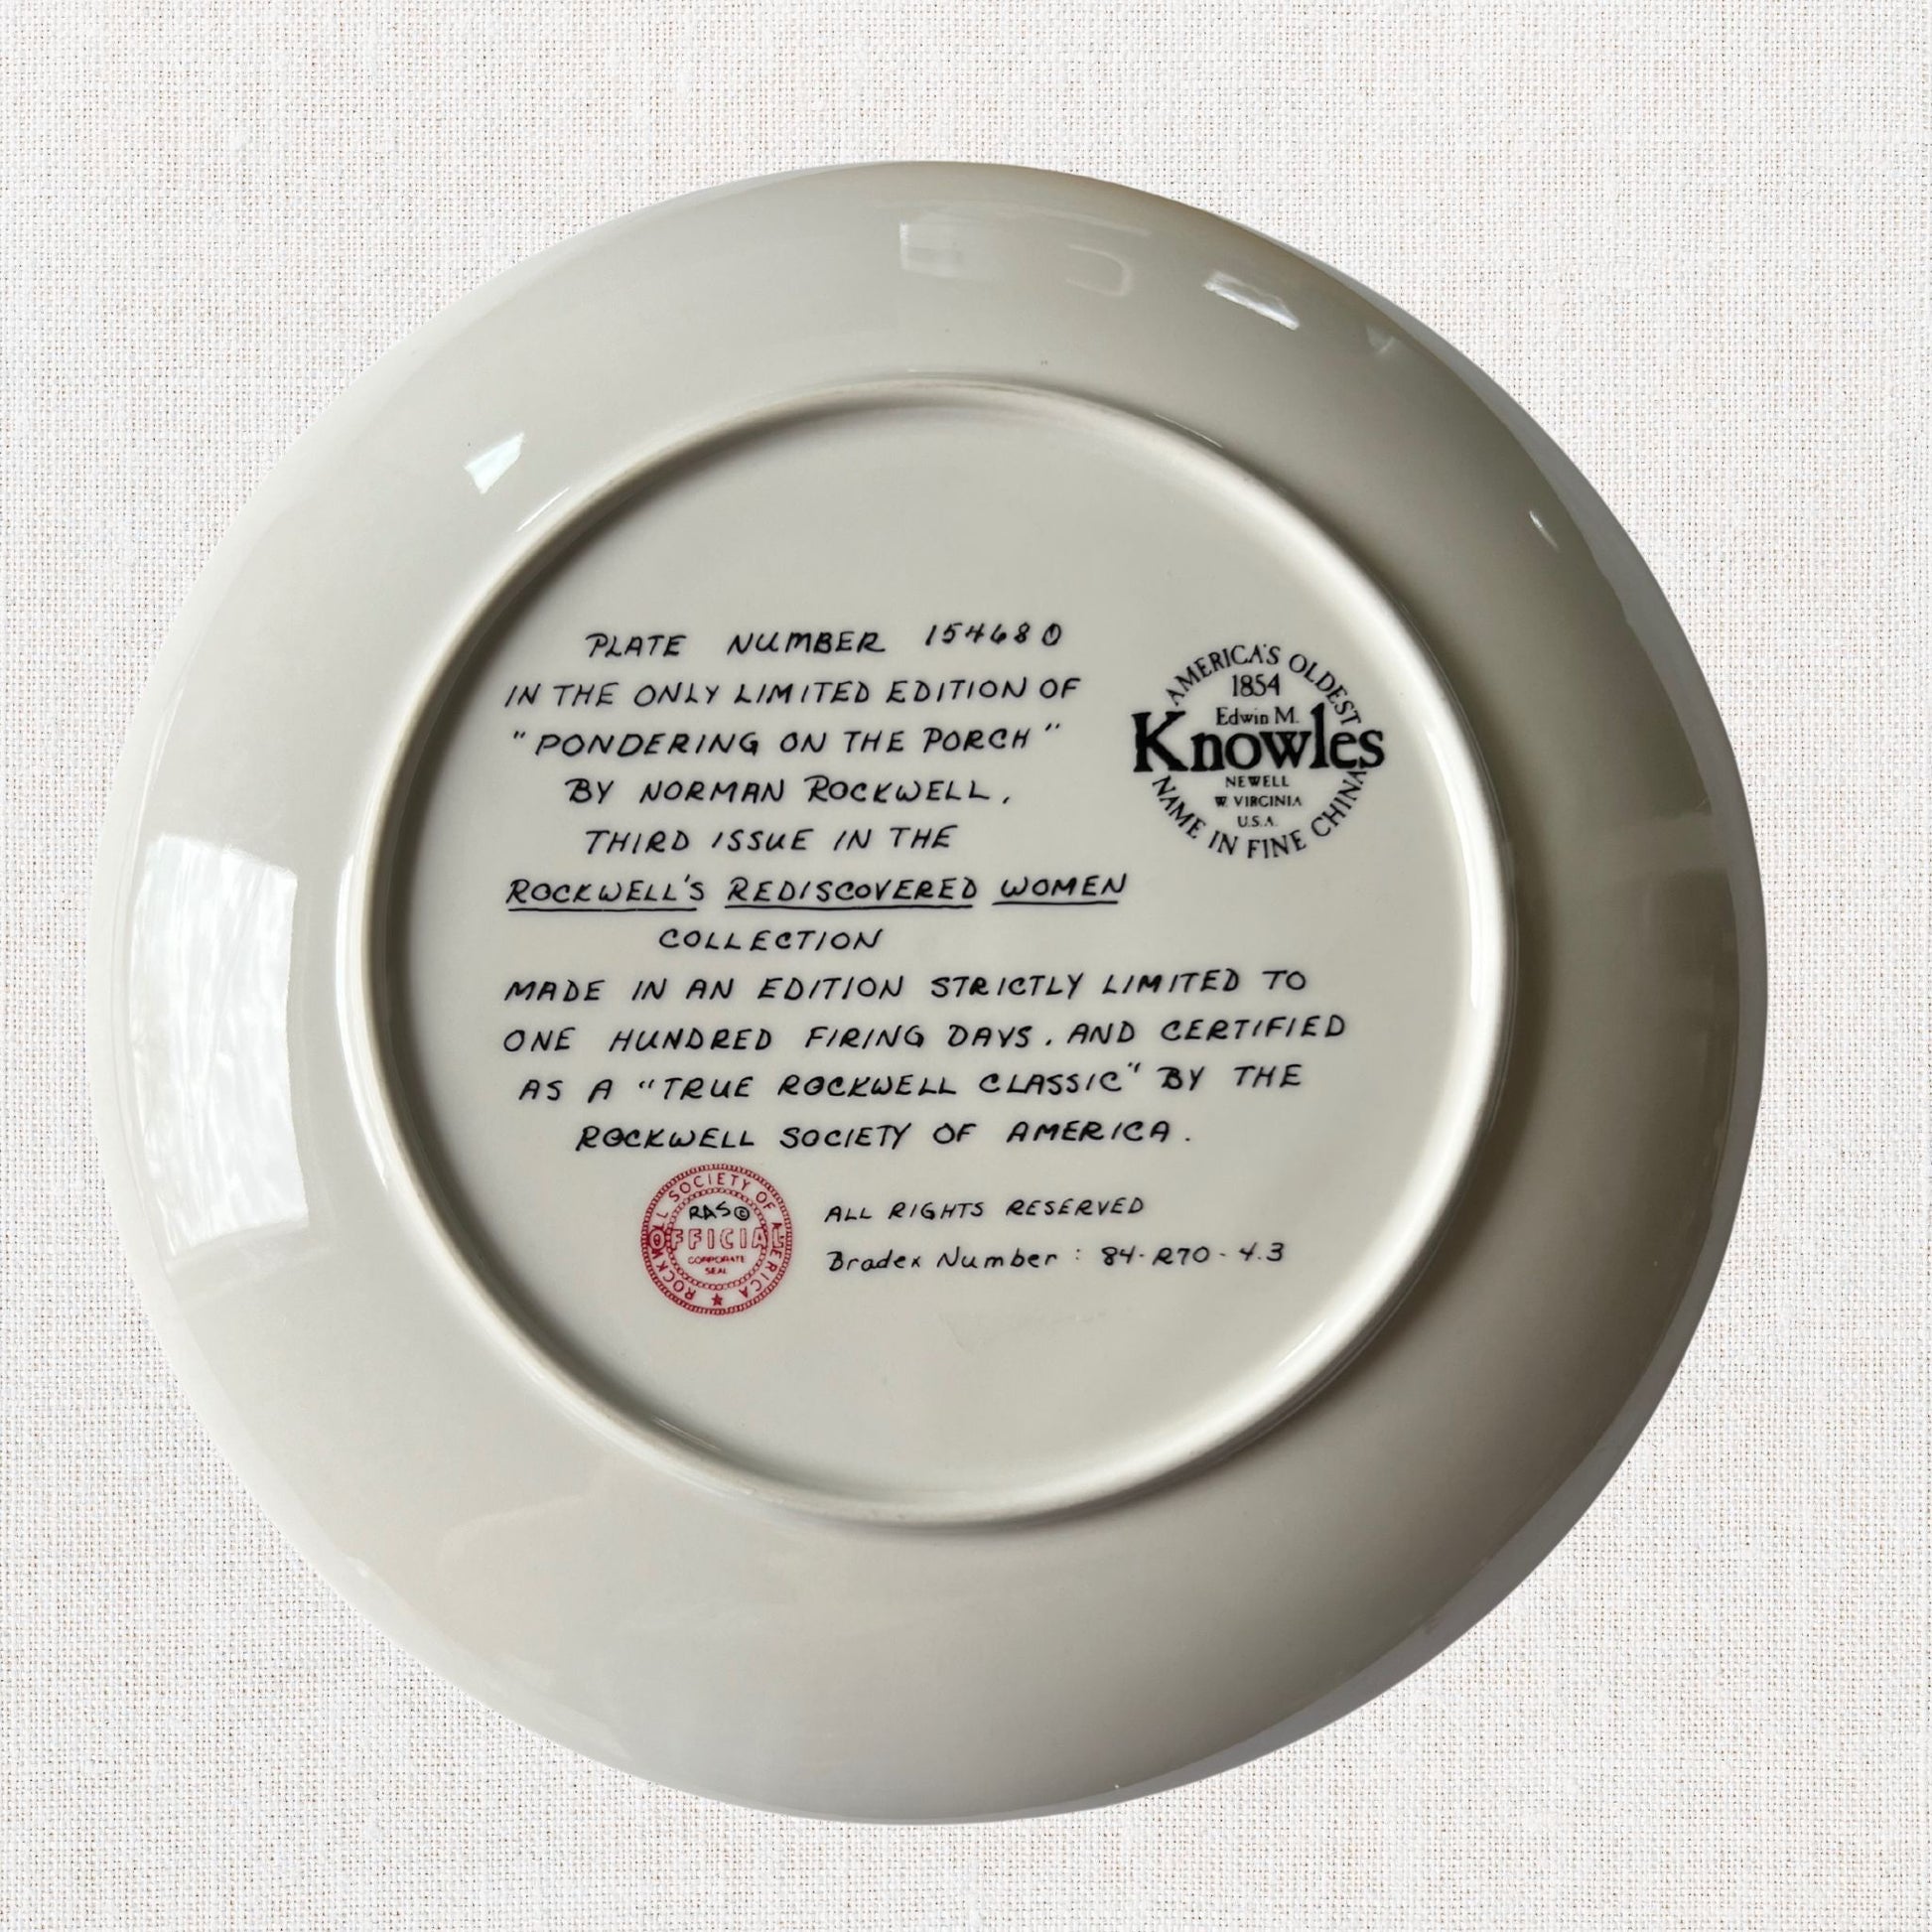 PLATE NUMBER 154680
IN THE ONLY LIMITED EDITION OF
"PONDERING ON THE PORCH"
BY NORMAN ROCKWELL,
THIRD ISSUE IN THE
ROCKWELL'S REDISCOVERED WOMEN
COLLECTION
MADE IN AN EDITION STRICTLY LIMITED TO
ONE HUNDRED FIRING DAYS, AND CERTIFIED
AS A "TRUE ROCKWELL CLASSIC" BY THE
ROCKWELL SOCIETY OF AMERICA.
AMERICA'S OLDEST
1854
Edwin M.
Knowles
NEWELL
W. VIRGINIA
U.S.A.
NAME IN FINE CHINA
ROCKWELL SOCIETY OF AMERICA
RAS©
OFFICIAL
CORPORATE
SEAL
ALL RIGHTS RESERVED
Bradex Number: 84-R70-4.3